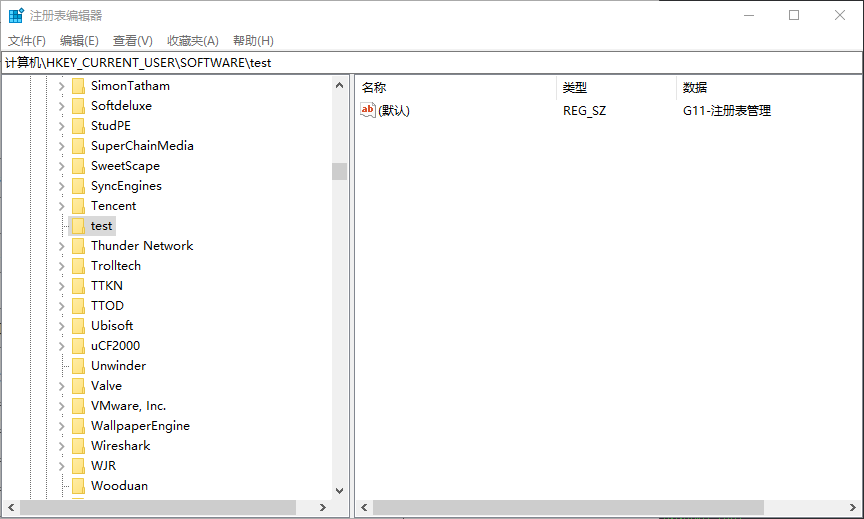 注册表编辑器
文件(F) 编辑(E) 查看(V) 收藏夹(A) 帮助(H)
计算机\HKEY_CURRENT_USER\SOFTWARE\test
SimonTatham
Softdeluxe
StudPE
SuperChainMedia
SweetScape
SyncEngines
Tencent
test
Thunder Network
Trolltech
TTKN
TTOD
Ubisoft
uCF2000
Unwinder
Valve
VMware, Inc.
WallpaperEngine
Wireshark
WJR
Wooduan
名称 类型 数据
ab (默认) REG_SZ G11-注册表管理